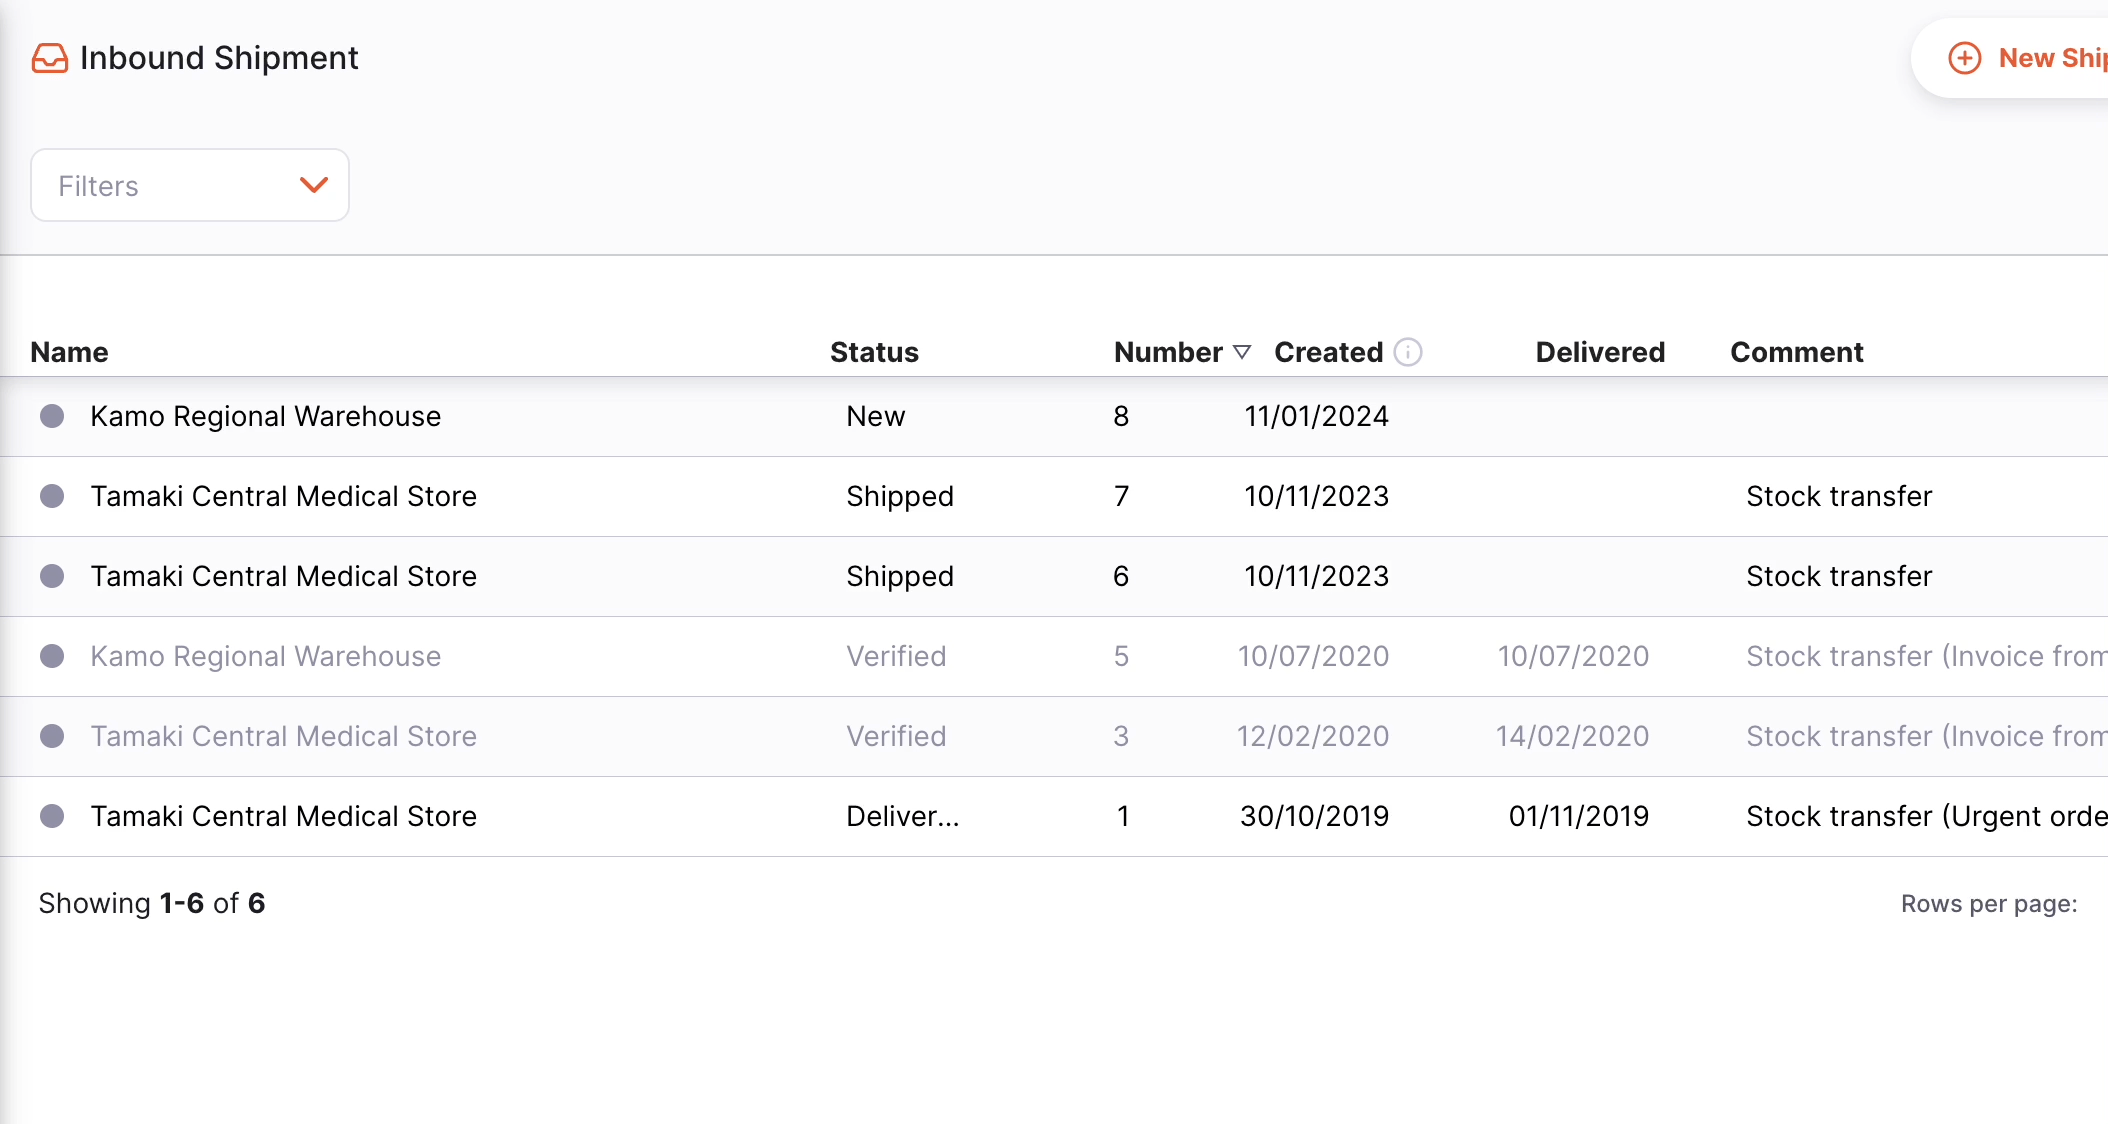 Inbound Shipment
New Ship
Filters
Name Status Number Created Delivered Comment
Kamo Regional Warehouse New 8 11/01/2024
Tamaki Central Medical Store Shipped 7 10/11/2023 Stock transfer
Tamaki Central Medical Store Shipped 6 10/11/2023 Stock transfer
Kamo Regional Warehouse Verified 5 10/07/2020 10/07/2020 Stock transfer (Invoice from
Tamaki Central Medical Store Verified 3 12/02/2020 14/02/2020 Stock transfer (Invoice from
Tamaki Central Medical Store Deliver... 1 30/10/2019 01/11/2019 Stock transfer (Urgent orde
Showing 1-6 of 6
Rows per page: